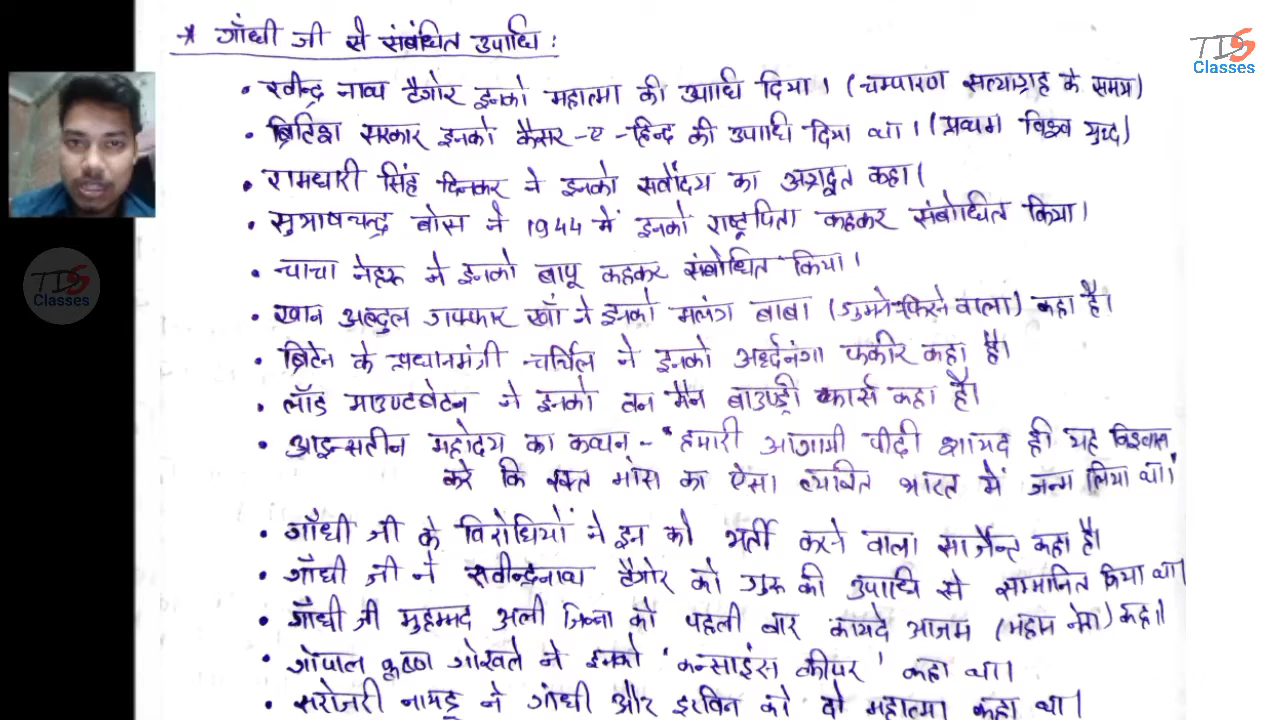 * गाँधी जी से संबंधित उपाधि :
TDS Classes
• रवीन्द्र नाथ टैगोर इनको महात्मा की उपाधि दिया। (चम्पारण सत्याग्रह के समय)
• ब्रिटिश सरकार इनको कैसर-ए-हिन्द की उपाधि दिया था। (प्रथम विश्व युद्ध)
• रामधारी सिंह दिनकर ने इनको सर्वोदय का अग्रदूत कहा।
• सुभाषचन्द्र बोस ने 1944 में इनको राष्ट्रपिता कहकर संबोधित किया।
• चाचा नेहरू ने इनको बापू कहकर संबोधित किया।
TDS Classes
• खान अब्दुल गफ्फार खाँ ने इनको मलंग बाबा (घुमने फिरने वाला) कहा है।
• ब्रिटेन के प्रधानमंत्री चर्चिल ने इनको अर्ध्दनंगा फकीर कहा है।
• लॉर्ड माउण्टबेटन ने इनको वन मैन बाउण्ड्री फोर्स कहा है।
• आइन्सतीन महोदय का कथन - "हमारी आगामी पीढ़ी शायद ही यह विश्वास
करे कि रक्त मांस का ऐसा व्यक्ति भारत में जन्म लिया था।"
• गाँधी जी के विरोधियों ने इन को भर्ती करने वाला सार्जेन्ट कहा है।
• गाँधी जी ने रवीन्द्रनाथ टैगोर को गुरु की उपाधि से सामानित किया था।
• गाँधी जी मुहम्मद अली जिन्ना को पहली बार कायदे आजम (महान नेता) कहा।
• गोपाल कृष्ण गोखले ने इनको 'कन्साइंस कीपर' कहा था।
• सरोजनी नायडू ने गांधी और इरविन को दो महात्मा कहा था।